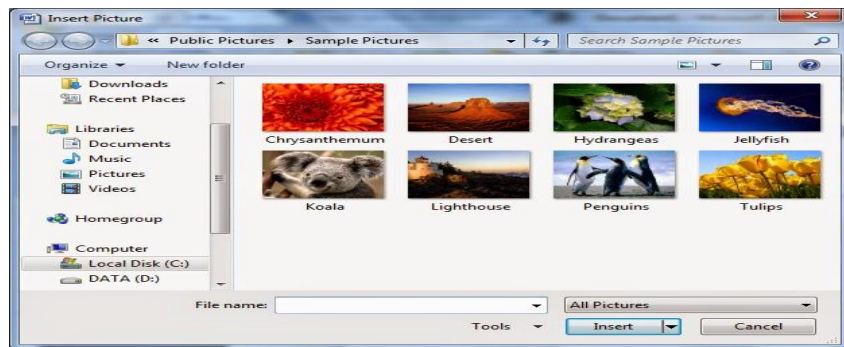 Insert Picture
« Public Pictures ▸ Sample Pictures
Search Sample Pictures
Organize New folder
Downloads
Recent Places
Libraries
Documents
Music
Pictures
Videos
Homegroup
Computer
Local Disk (C:)
DATA (D:)
Chrysanthemum Desert Hydrangeas Jellyfish
Koala Lighthouse Penguins Tulips
File name: All Pictures
Tools Insert Cancel